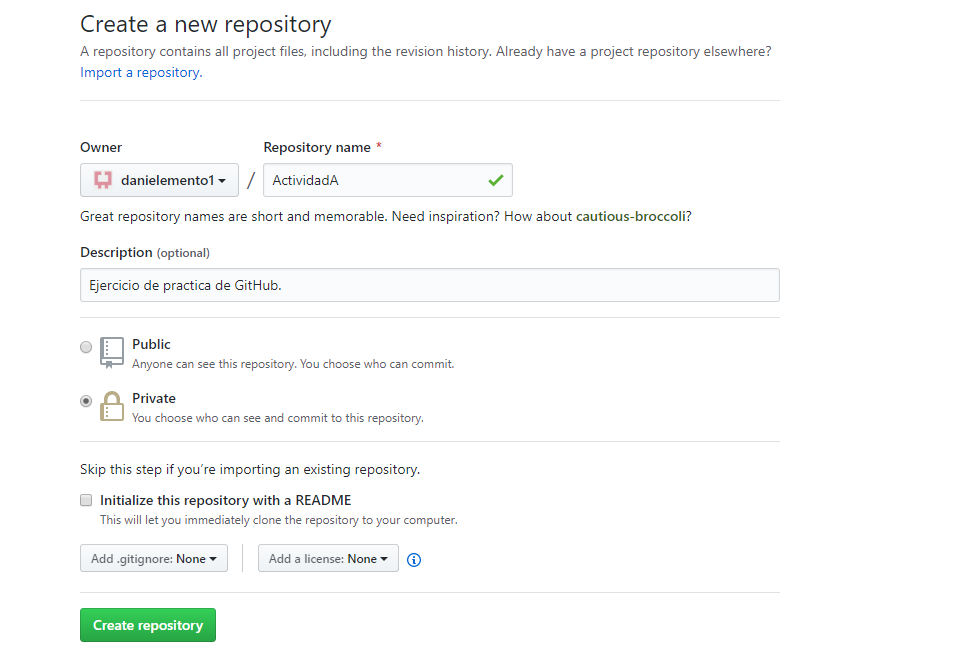 Create a new repository
A repository contains all project files, including the revision history. Already have a project repository elsewhere?
Import a repository.
Owner
Repository name *
danielemento1
/
ActividadA
Great repository names are short and memorable. Need inspiration? How about cautious-broccoli?
Description (optional)
Ejercicio de practica de GitHub.
Public
Anyone can see this repository. You choose who can commit.
Private
You choose who can see and commit to this repository.
Skip this step if you’re importing an existing repository.
Initialize this repository with a README
This will let you immediately clone the repository to your computer.
Add .gitignore: None
Add a license: None
Create repository